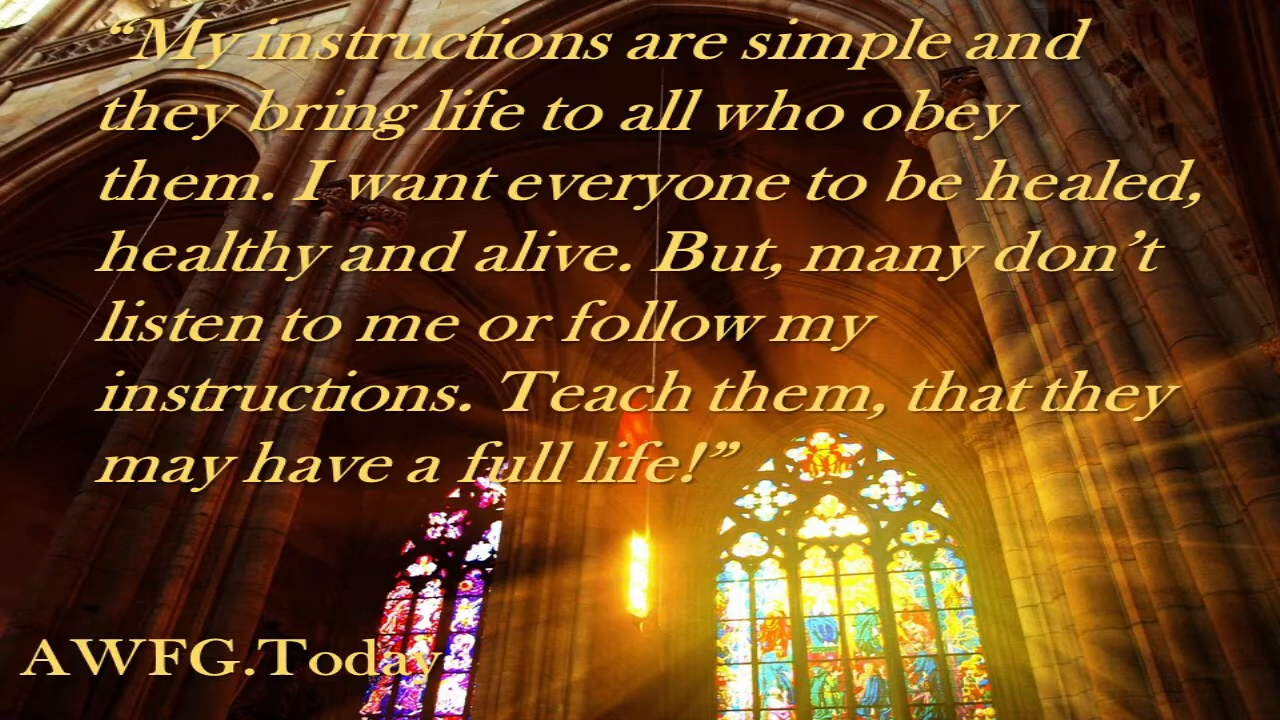 “My instructions are simple and
they bring life to all who obey
them. I want everyone to be healed,
healthy and alive. But, many don’t
listen to me or follow my
instructions. Teach them, that they
may have a full life!”
AWFG.Today